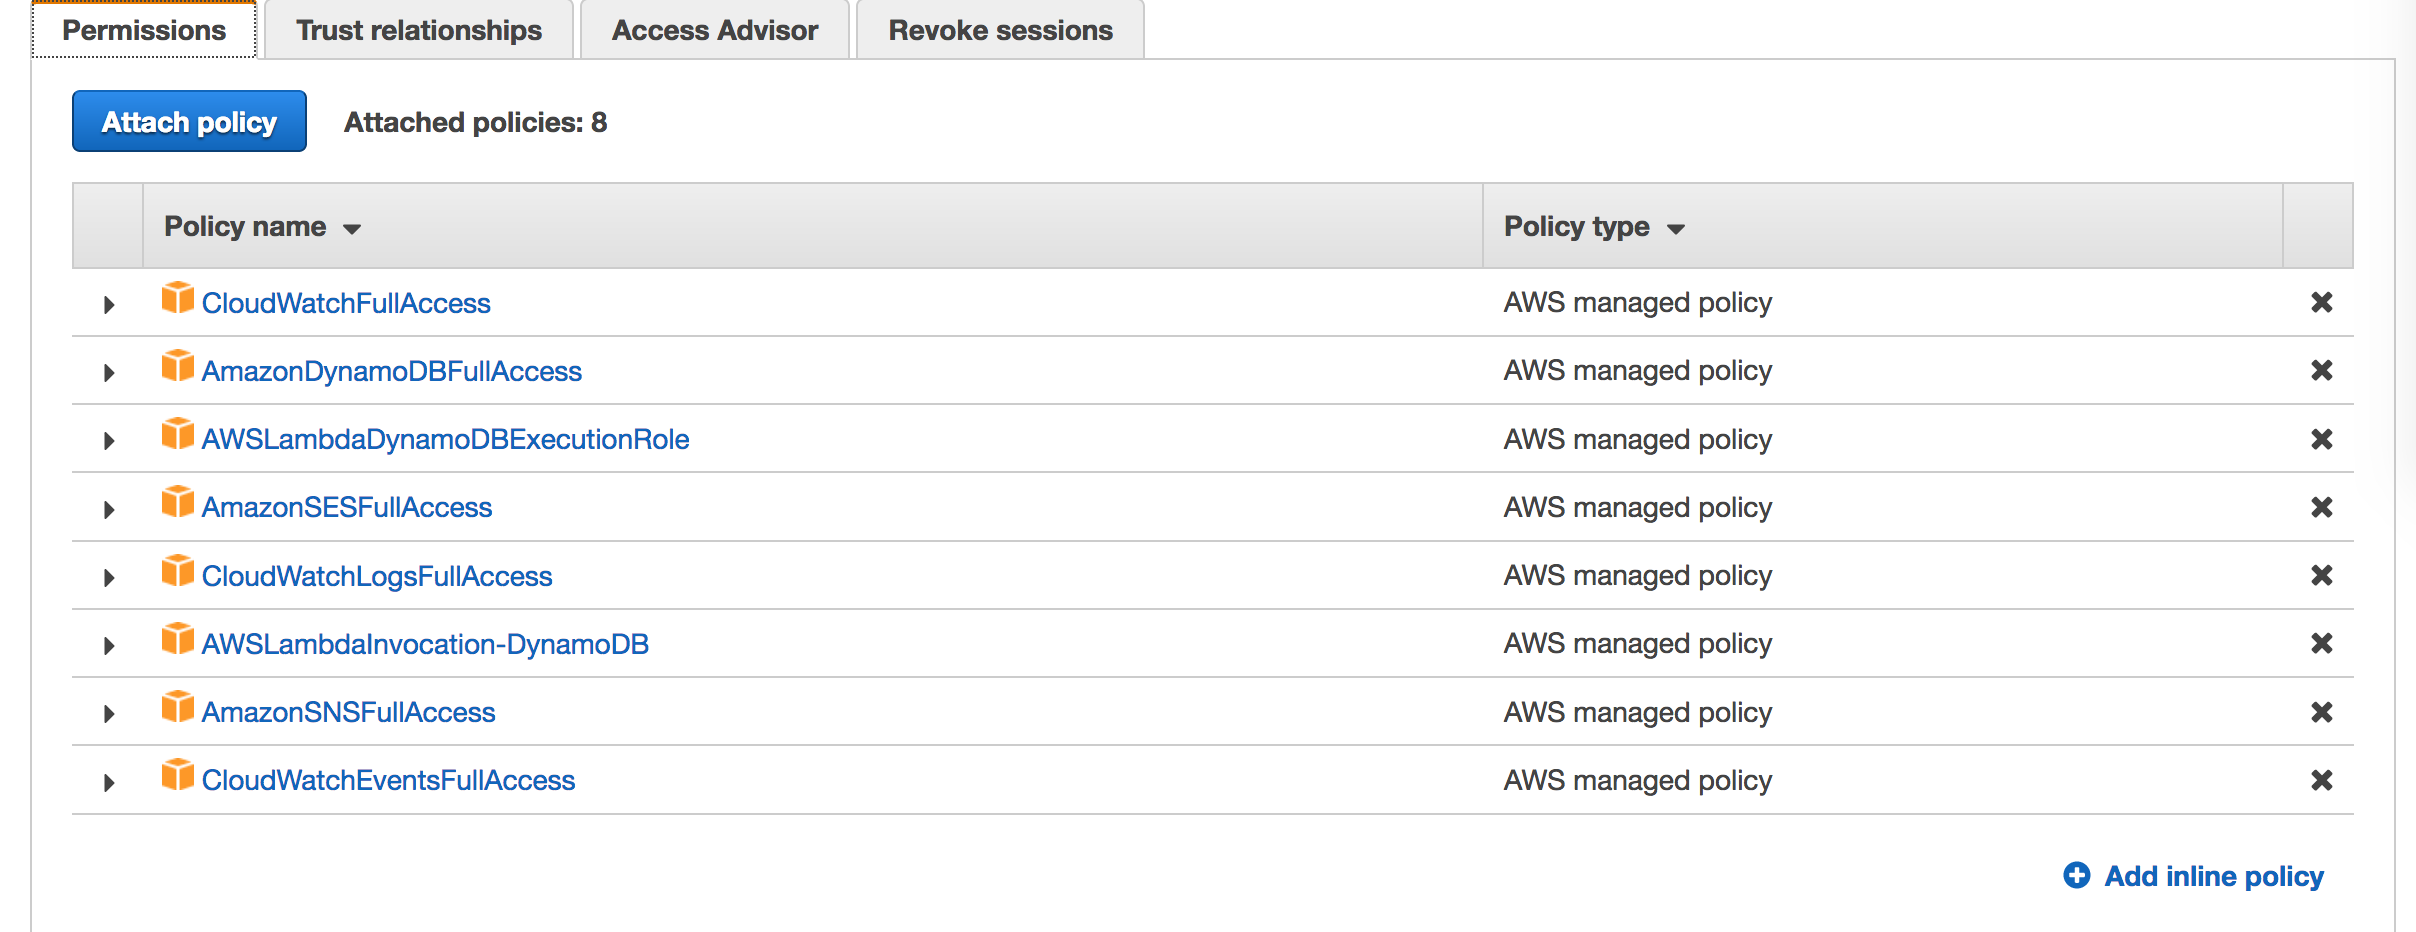 Permissions Trust relationships Access Advisor Revoke sessions
Attach policy Attached policies: 8
Policy name Policy type
CloudWatchFullAccess AWS managed policy
AmazonDynamoDBFullAccess AWS managed policy
AWSLambdaDynamoDBExecutionRole AWS managed policy
AmazonSESFullAccess AWS managed policy
CloudWatchLogsFullAccess AWS managed policy
AWSLambdaInvocation-DynamoDB AWS managed policy
AmazonSNSFullAccess AWS managed policy
CloudWatchEventsFullAccess AWS managed policy
Add inline policy